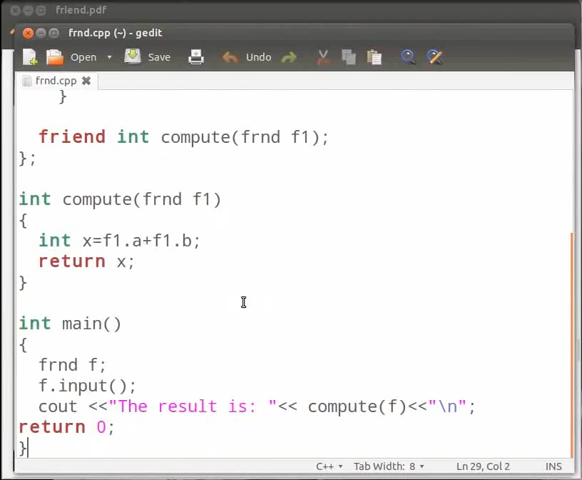 friend.pdf
frnd.cpp (~) - gedit
Open Save Undo
frnd.cpp
}
friend int compute(frnd f1);
};
int compute(frnd f1)
{
int x=f1.a+f1.b;
return x;
}
int main()
{
frnd f;
f.input();
cout <<"The result is: "<< compute(f)<<"\n";
return 0;
}
C++ Tab Width: 8 Ln 29, Col 2 INS